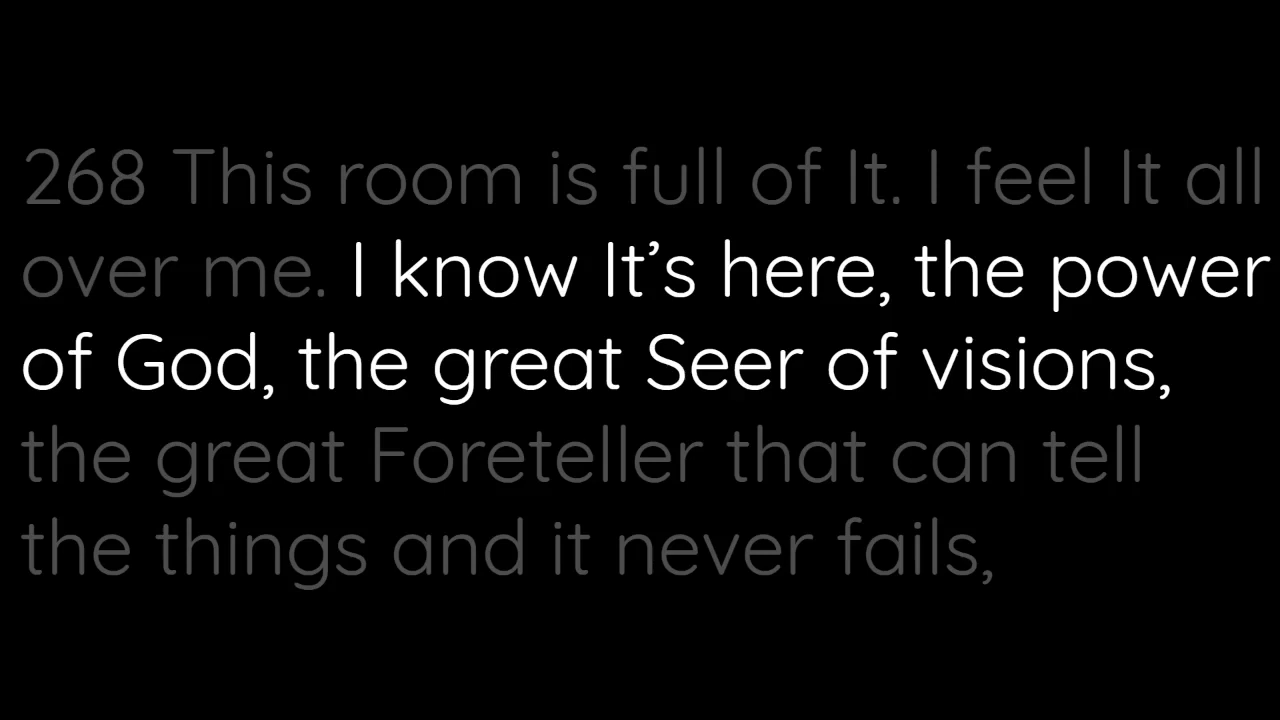 268 This room is full of It. I feel It all
over me. I know It’s here, the power
of God, the great Seer of visions,
the great Foreteller that can tell
the things and it never fails,